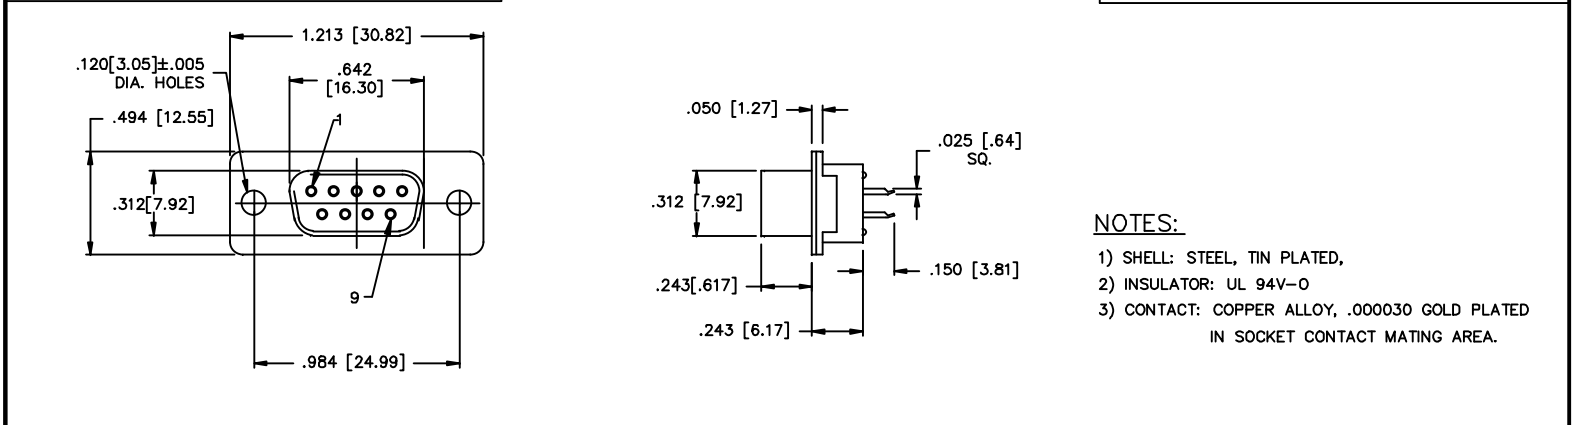 1.213 [30.82]
.120[3.05]±.005
DIA. HOLES
.642
[16.30]
.494 [12.55]
1
.312[7.92]
9
.984 [24.99]
.050 [1.27]
.025 [.64]
SQ.
.312 [7.92]
.150 [3.81]
.243[.617]
.243 [6.17]
NOTES:
1) SHELL: STEEL, TIN PLATED,
2) INSULATOR: UL 94V-0
3) CONTACT: COPPER ALLOY, .000030 GOLD PLATED
IN SOCKET CONTACT MATING AREA.